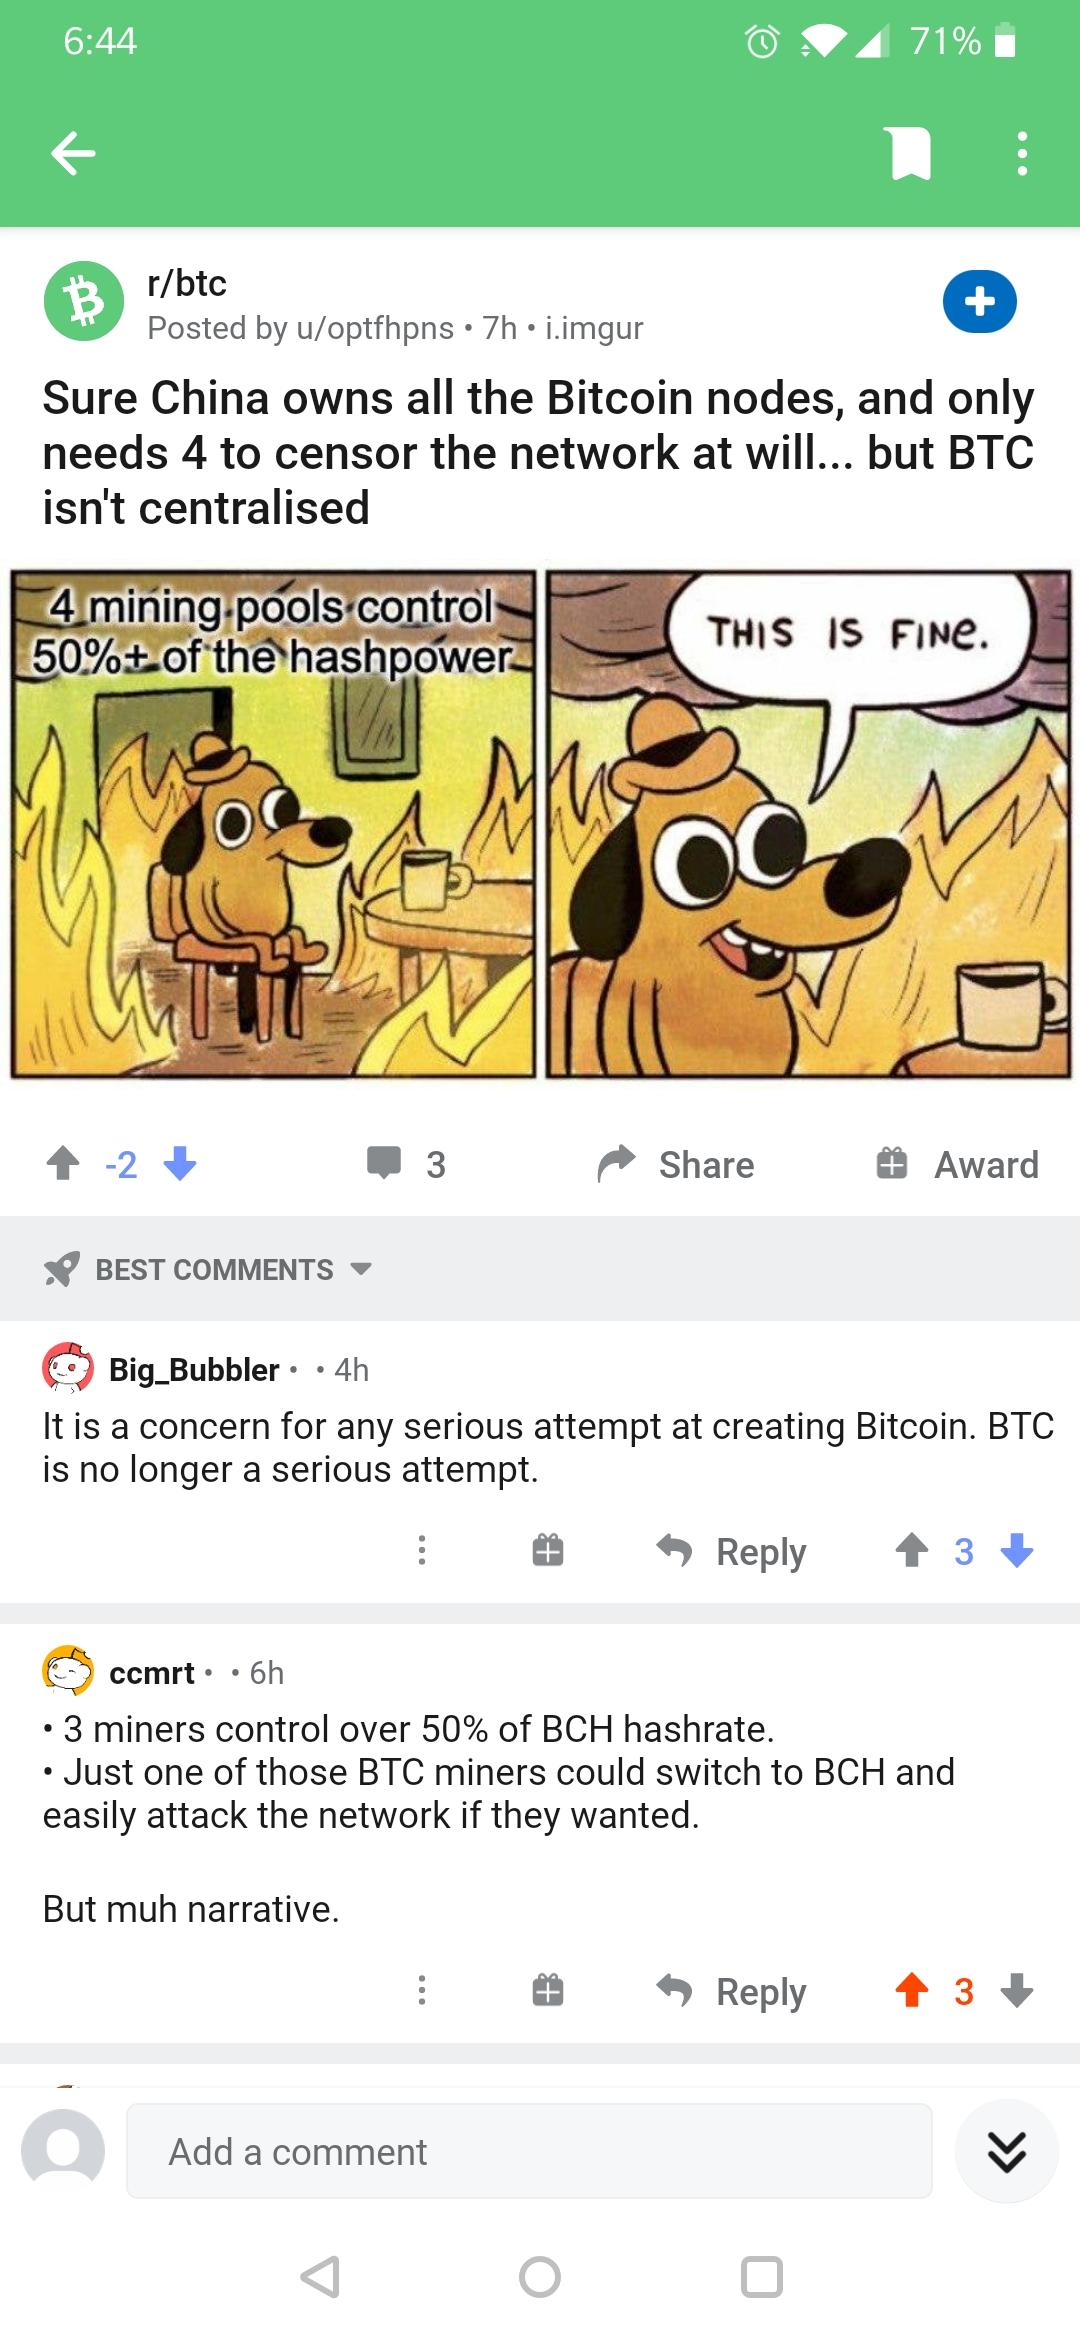 6:44
71%
r/btc
Posted by u/optfhpns • 7h • i.imgur
Sure China owns all the Bitcoin nodes, and only
needs 4 to censor the network at will... but BTC
isn't centralised
4 mining pools control
50%+ of the hashpower
THIS IS FINE.
-2
3
Share
Award
BEST COMMENTS
Big_Bubbler • • 4h
It is a concern for any serious attempt at creating Bitcoin. BTC
is no longer a serious attempt.
Reply
3
ccmrt • • 6h
• 3 miners control over 50% of BCH hashrate.
• Just one of those BTC miners could switch to BCH and
easily attack the network if they wanted.
But muh narrative.
Reply
3
Add a comment